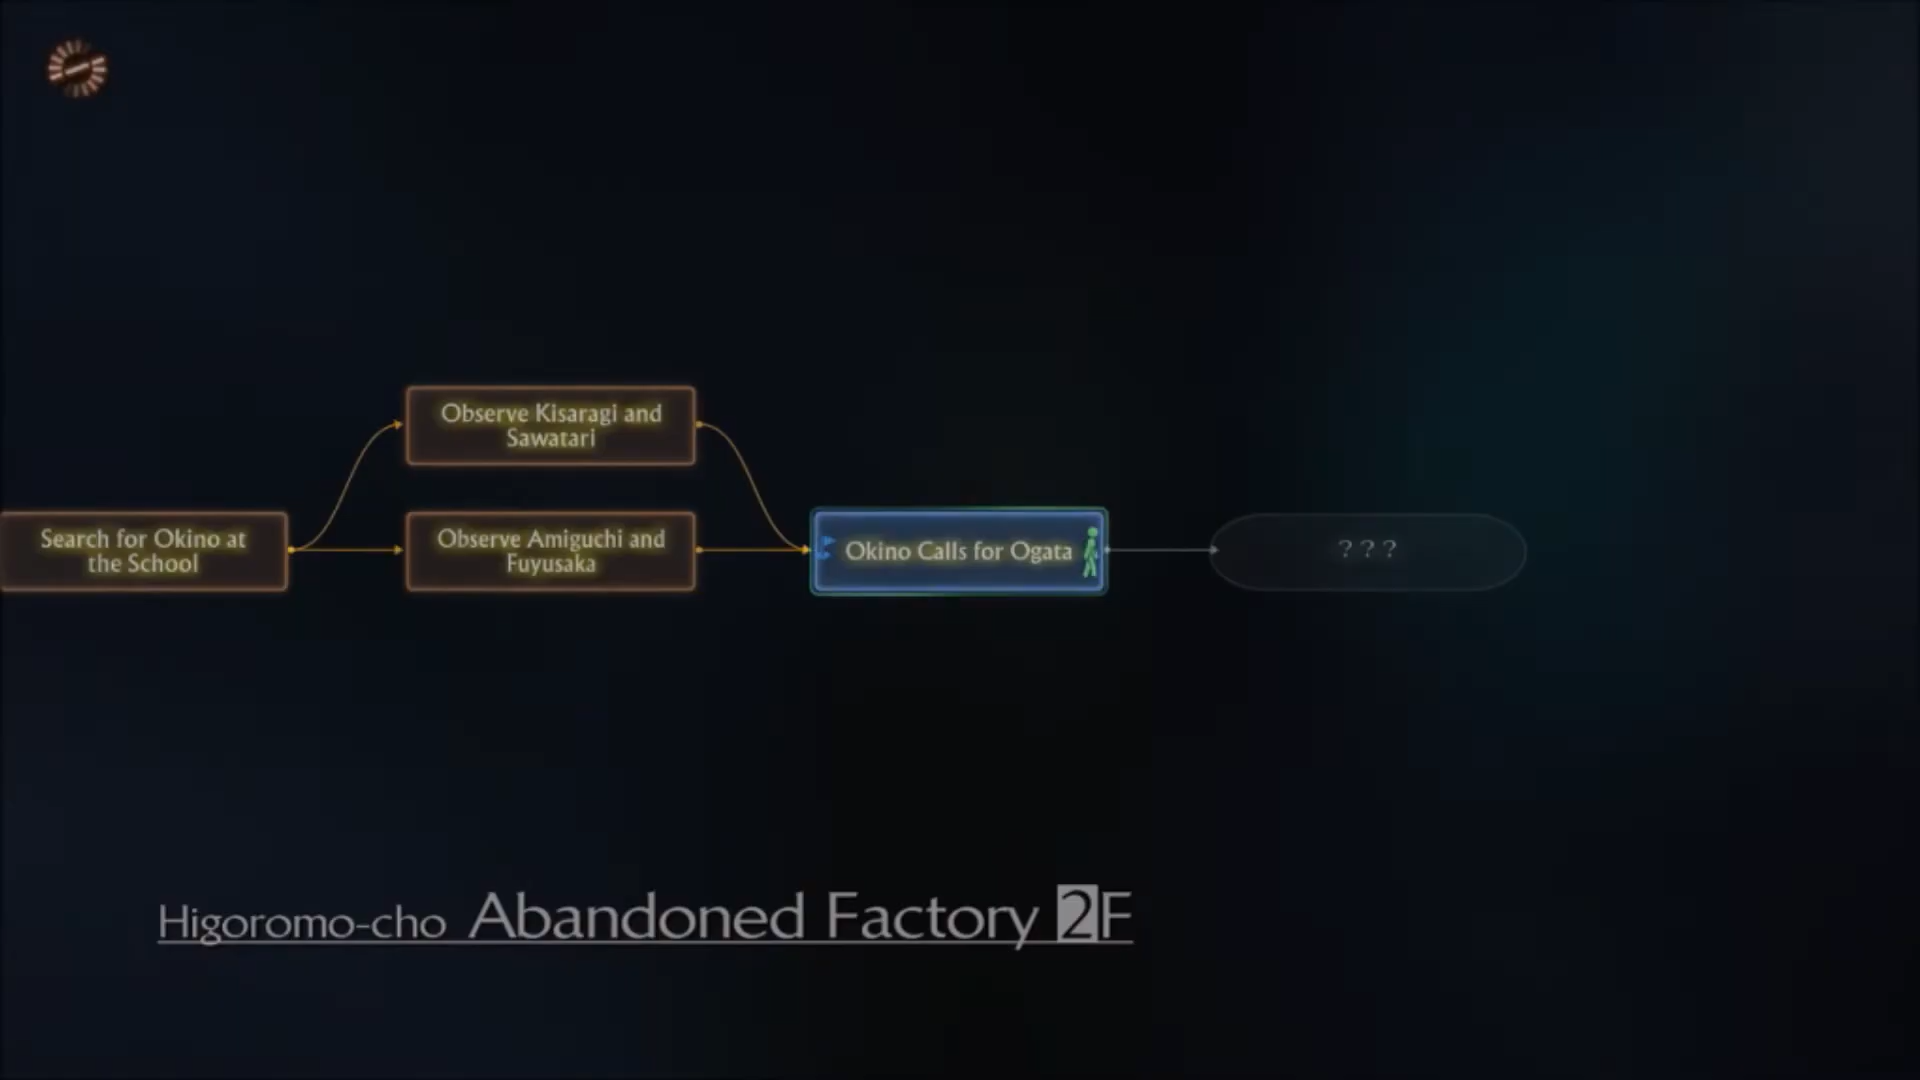 Observe Kisaragi and
Sawatari
Search for Okino at
the School
Observe Amiguchi and
Fuyusaka
Okino Calls for Ogata
? ? ?
Higoromo-cho Abandoned Factory 2F